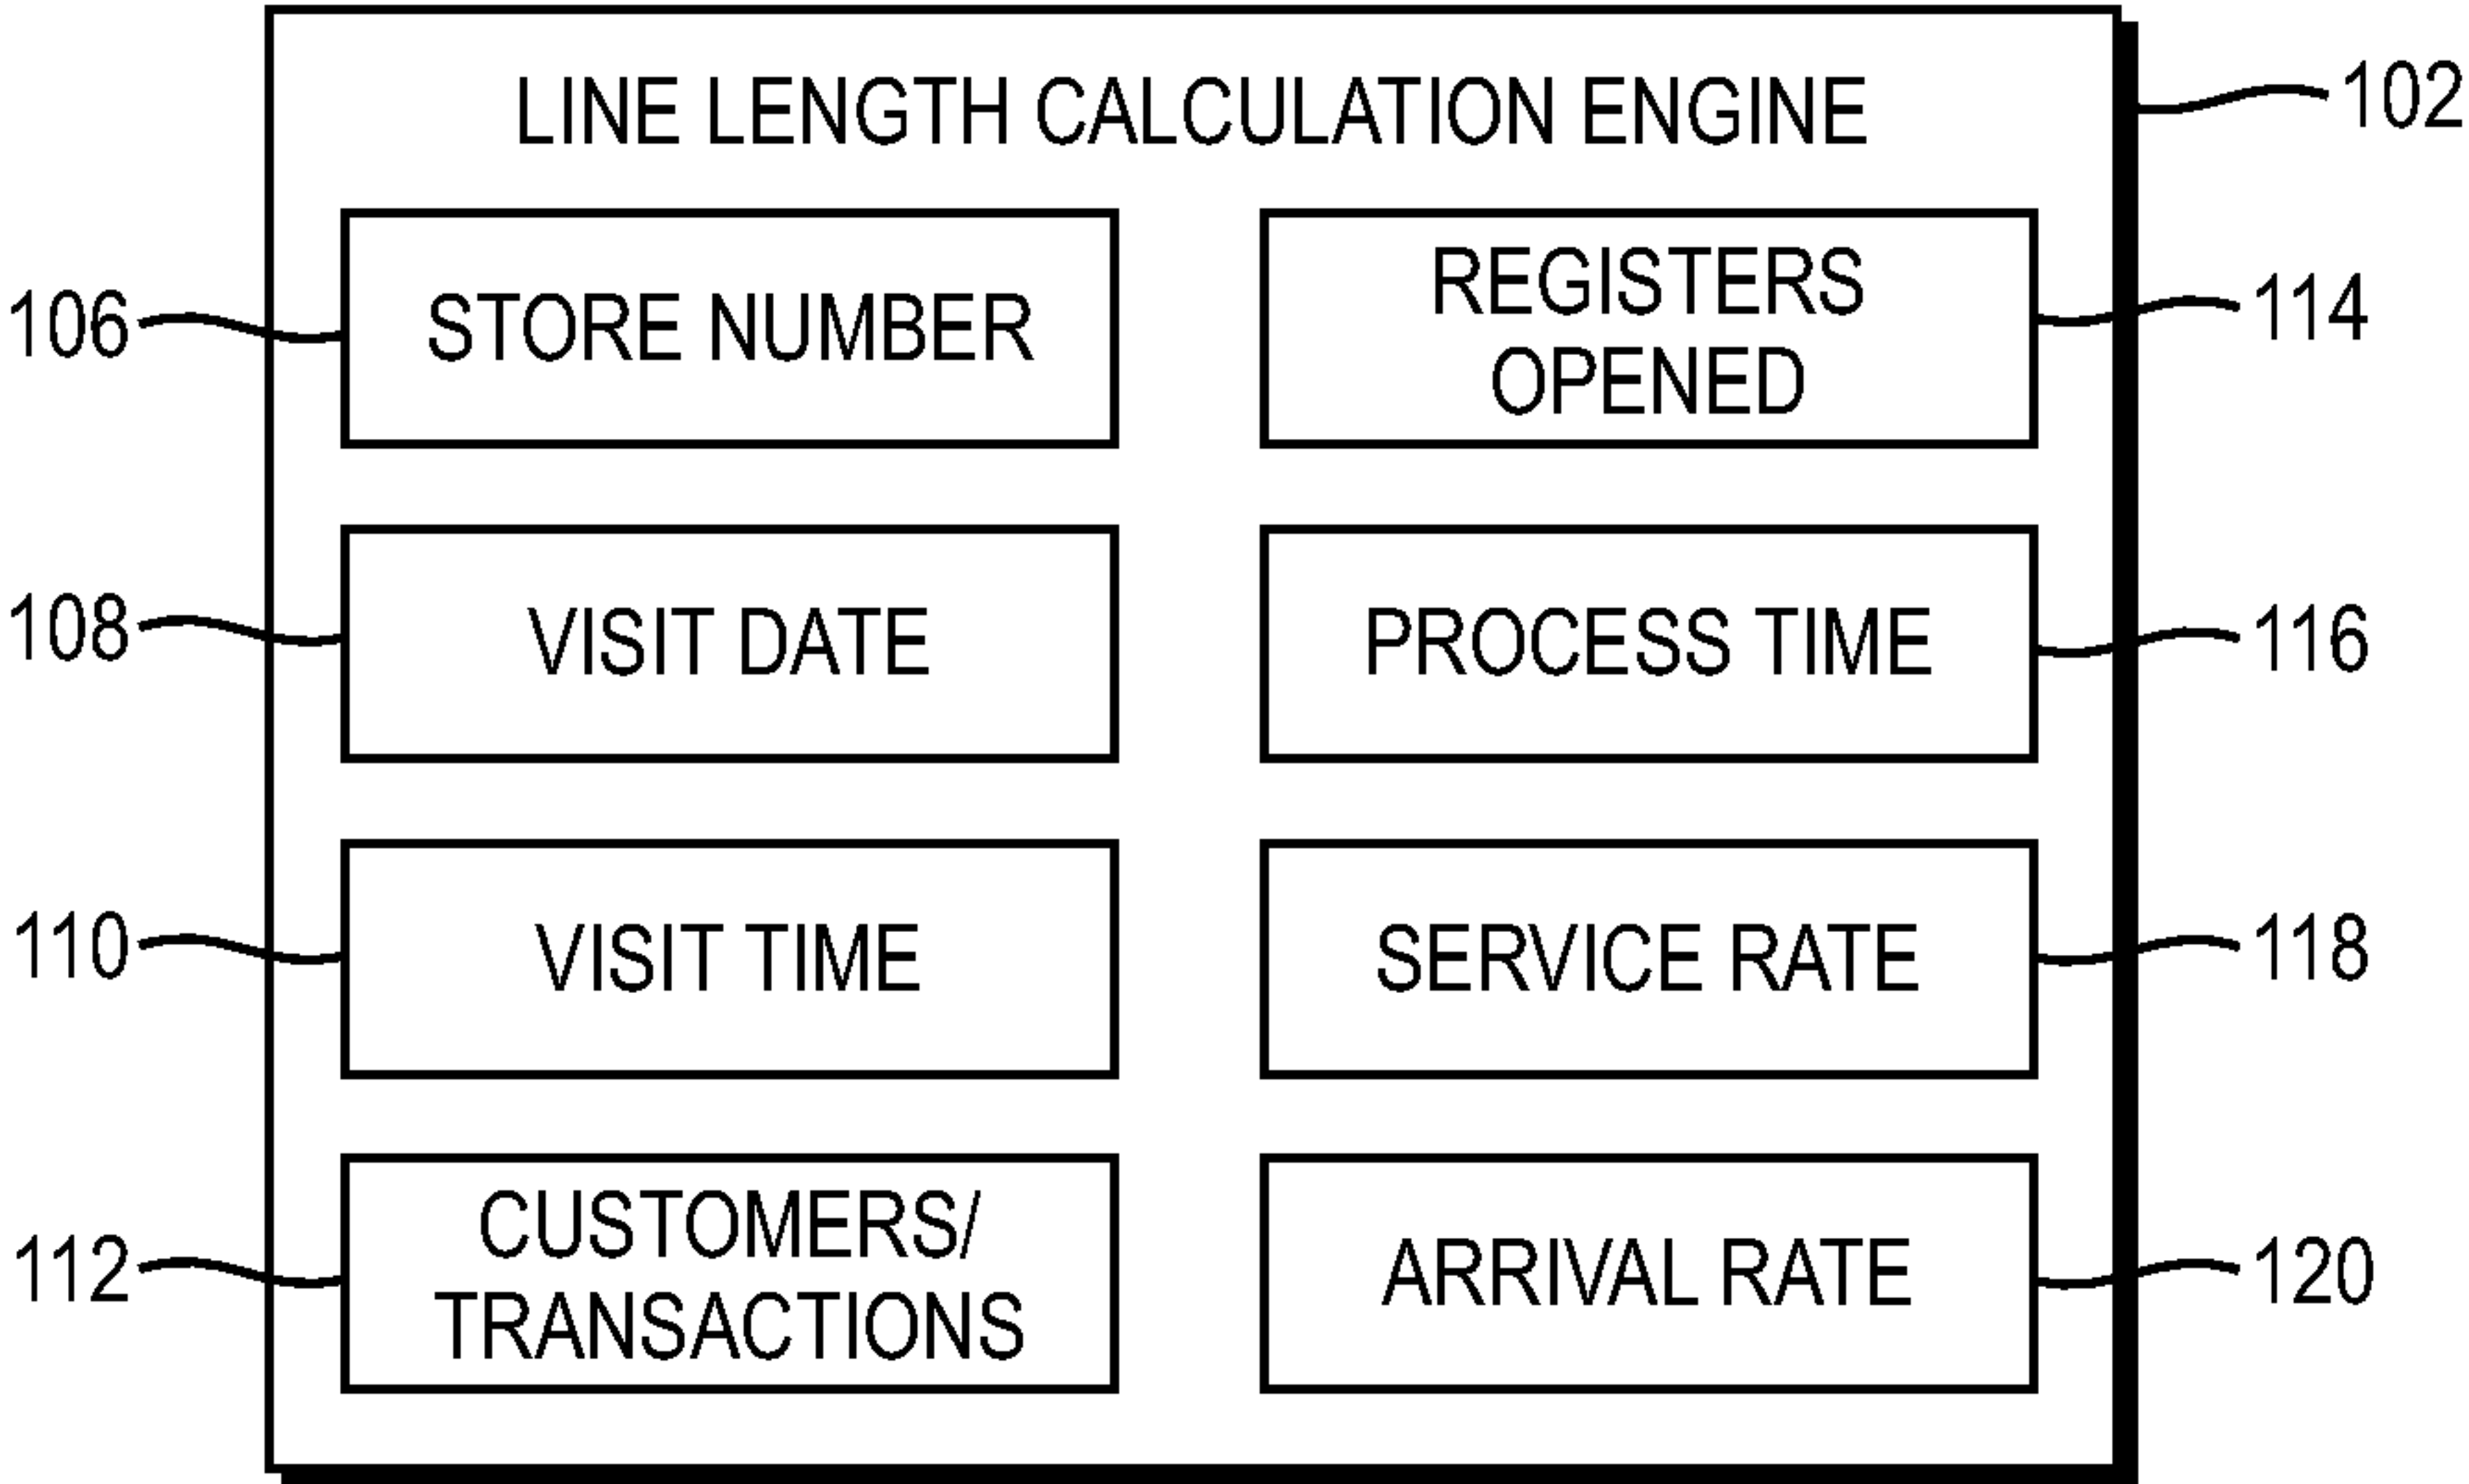 LINE LENGTH CALCULATION ENGINE
102
106
STORE NUMBER
REGISTERS
OPENED
114
108
VISIT DATE
PROCESS TIME
116
110
VISIT TIME
SERVICE RATE
118
112
CUSTOMERS/
TRANSACTIONS
ARRIVAL RATE
120